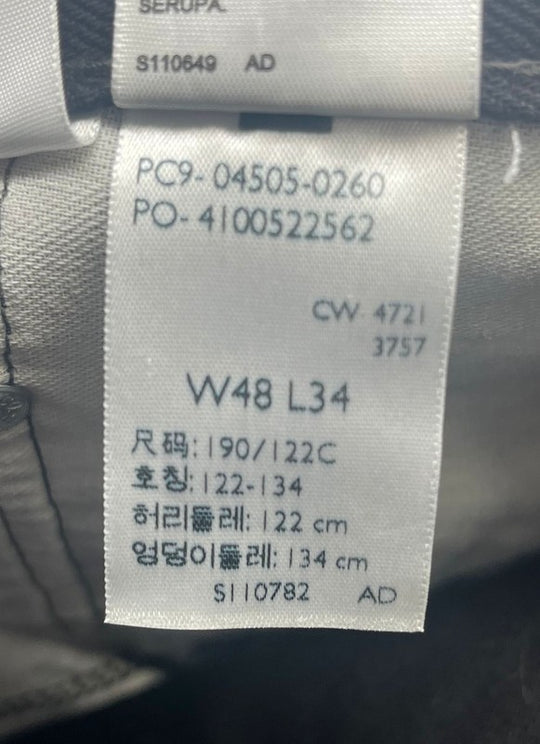 SERUPA.
S110649 AD
PC9-04505-0260
PO-4100522562
CW 4721
3757
W48 L34
尺码:190/122C
호칭:122-134
허리둘레: 122 cm
엉덩이둘레: 134 cm
S110782 AD